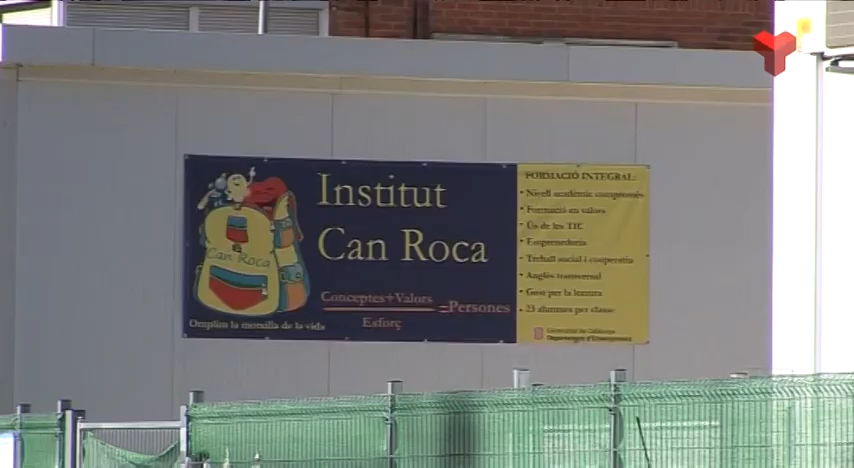 Institut
Can Roca
Can Roca
Conceptes+Valors
=Persones
Esforç
Omplim la motxilla de la vida
FORMACIÓ INTEGRAL:
• Nivell acadèmic compromès
• Formació en valors
• Ús de les TIC
• Emprenedoria
• Treball social i cooperatiu
• Anglès transversal
• Gust per la lectura
• 23 alumnes per classe
Generalitat de Catalunya
Departament d'Ensenyament